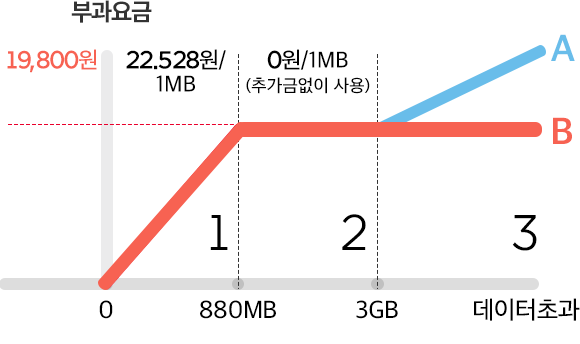 부과요금
19,800원
22.528원/
1MB
0원/1MB
(추가금없이 사용)
A
B
1
2
3
0
880MB
3GB
데이터초과